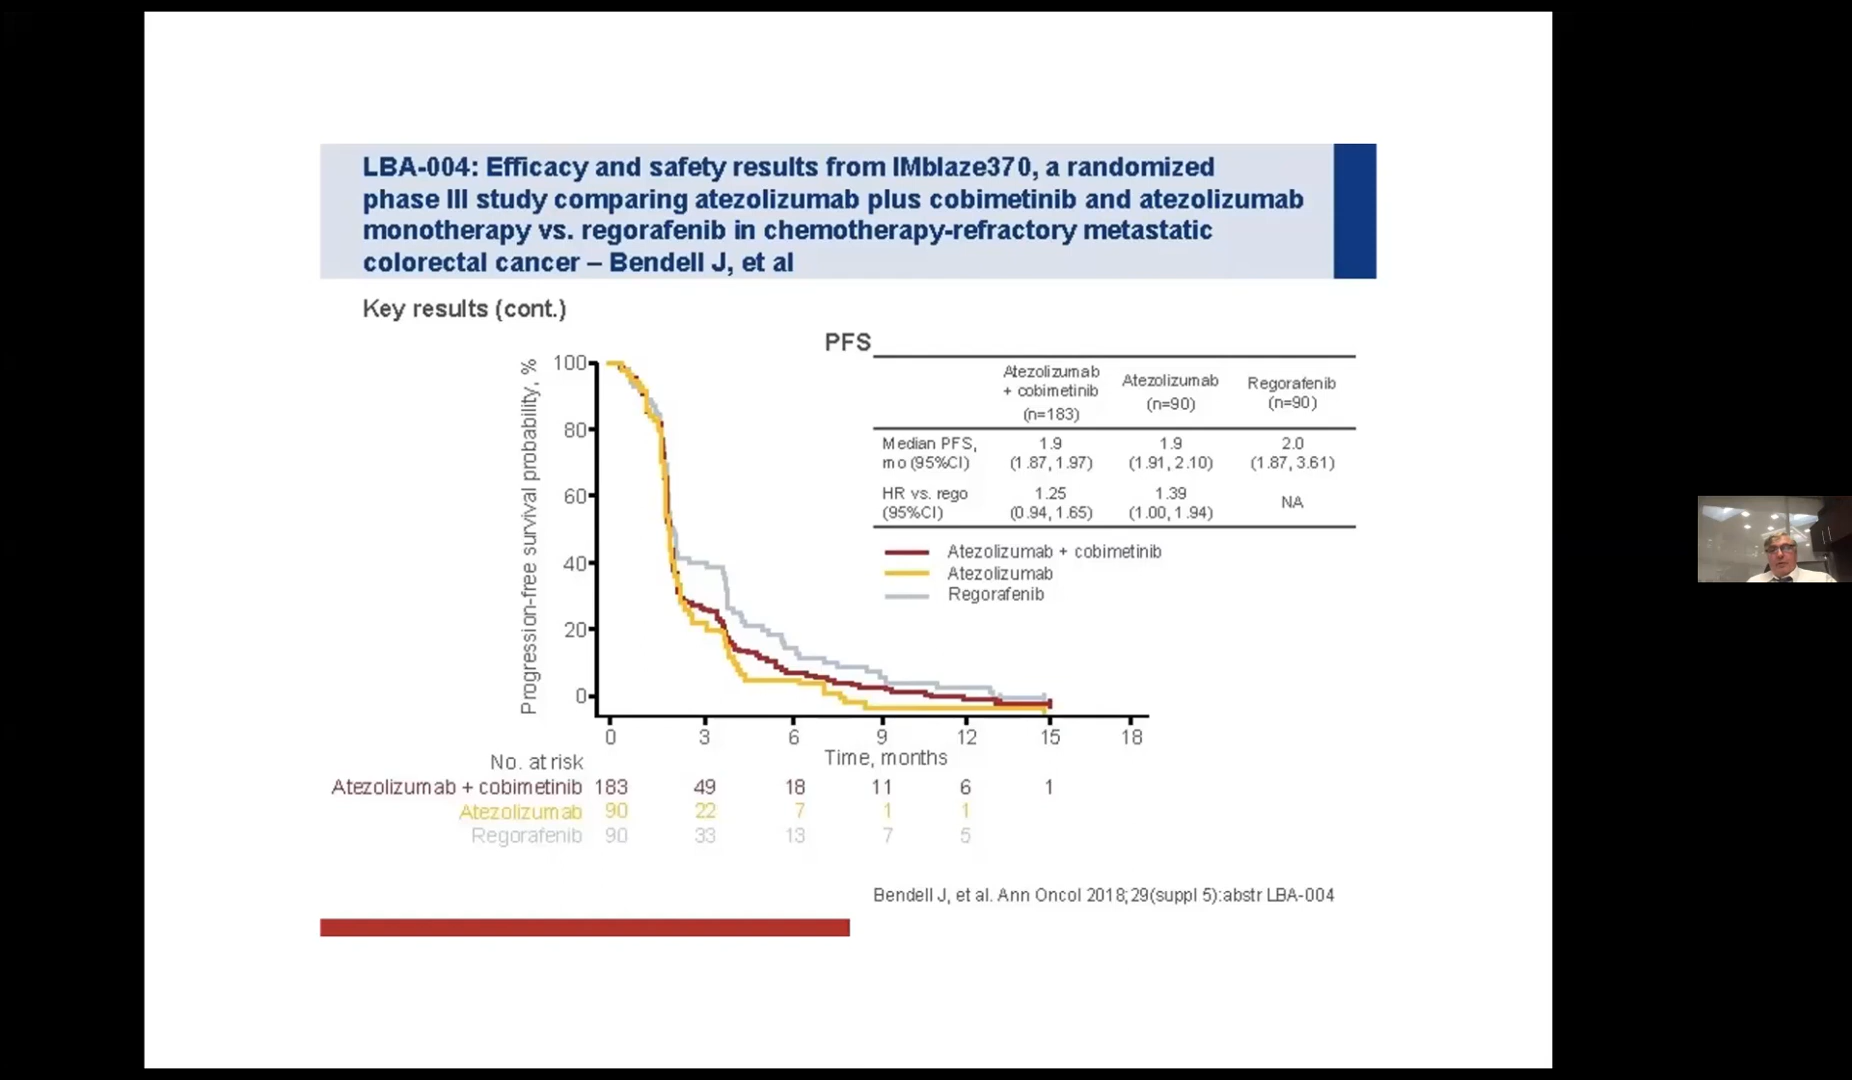 LBA-004: Efficacy and safety results from IMblaze370, a randomized
phase III study comparing atezolizumab plus cobimetinib and atezolizumab
monotherapy vs. regorafenib in chemotherapy-refractory metastatic
colorectal cancer – Bendell J, et al
Key results (cont.)
PFS
Progression-free survival probability, %
100
80
60
40
20
0
0 3 6 9 12 15 18
Time, months
Atezolizumab + cobimetinib (n=183)
Atezolizumab (n=90)
Regorafenib (n=90)
Median PFS, mo (95%CI)
1.9 (1.87, 1.97)
1.9 (1.91, 2.10)
2.0 (1.87, 3.61)
HR vs. rego (95%CI)
1.25 (0.94, 1.65)
1.39 (1.00, 1.94)
NA
Atezolizumab + cobimetinib
Atezolizumab
Regorafenib
No. at risk
Atezolizumab + cobimetinib 183 49 18 11 6 1
Atezolizumab 90 22 7 1 1
Regorafenib 90 33 13 7 5
Bendell J, et al. Ann Oncol 2018;29(suppl 5):abstr LBA-004